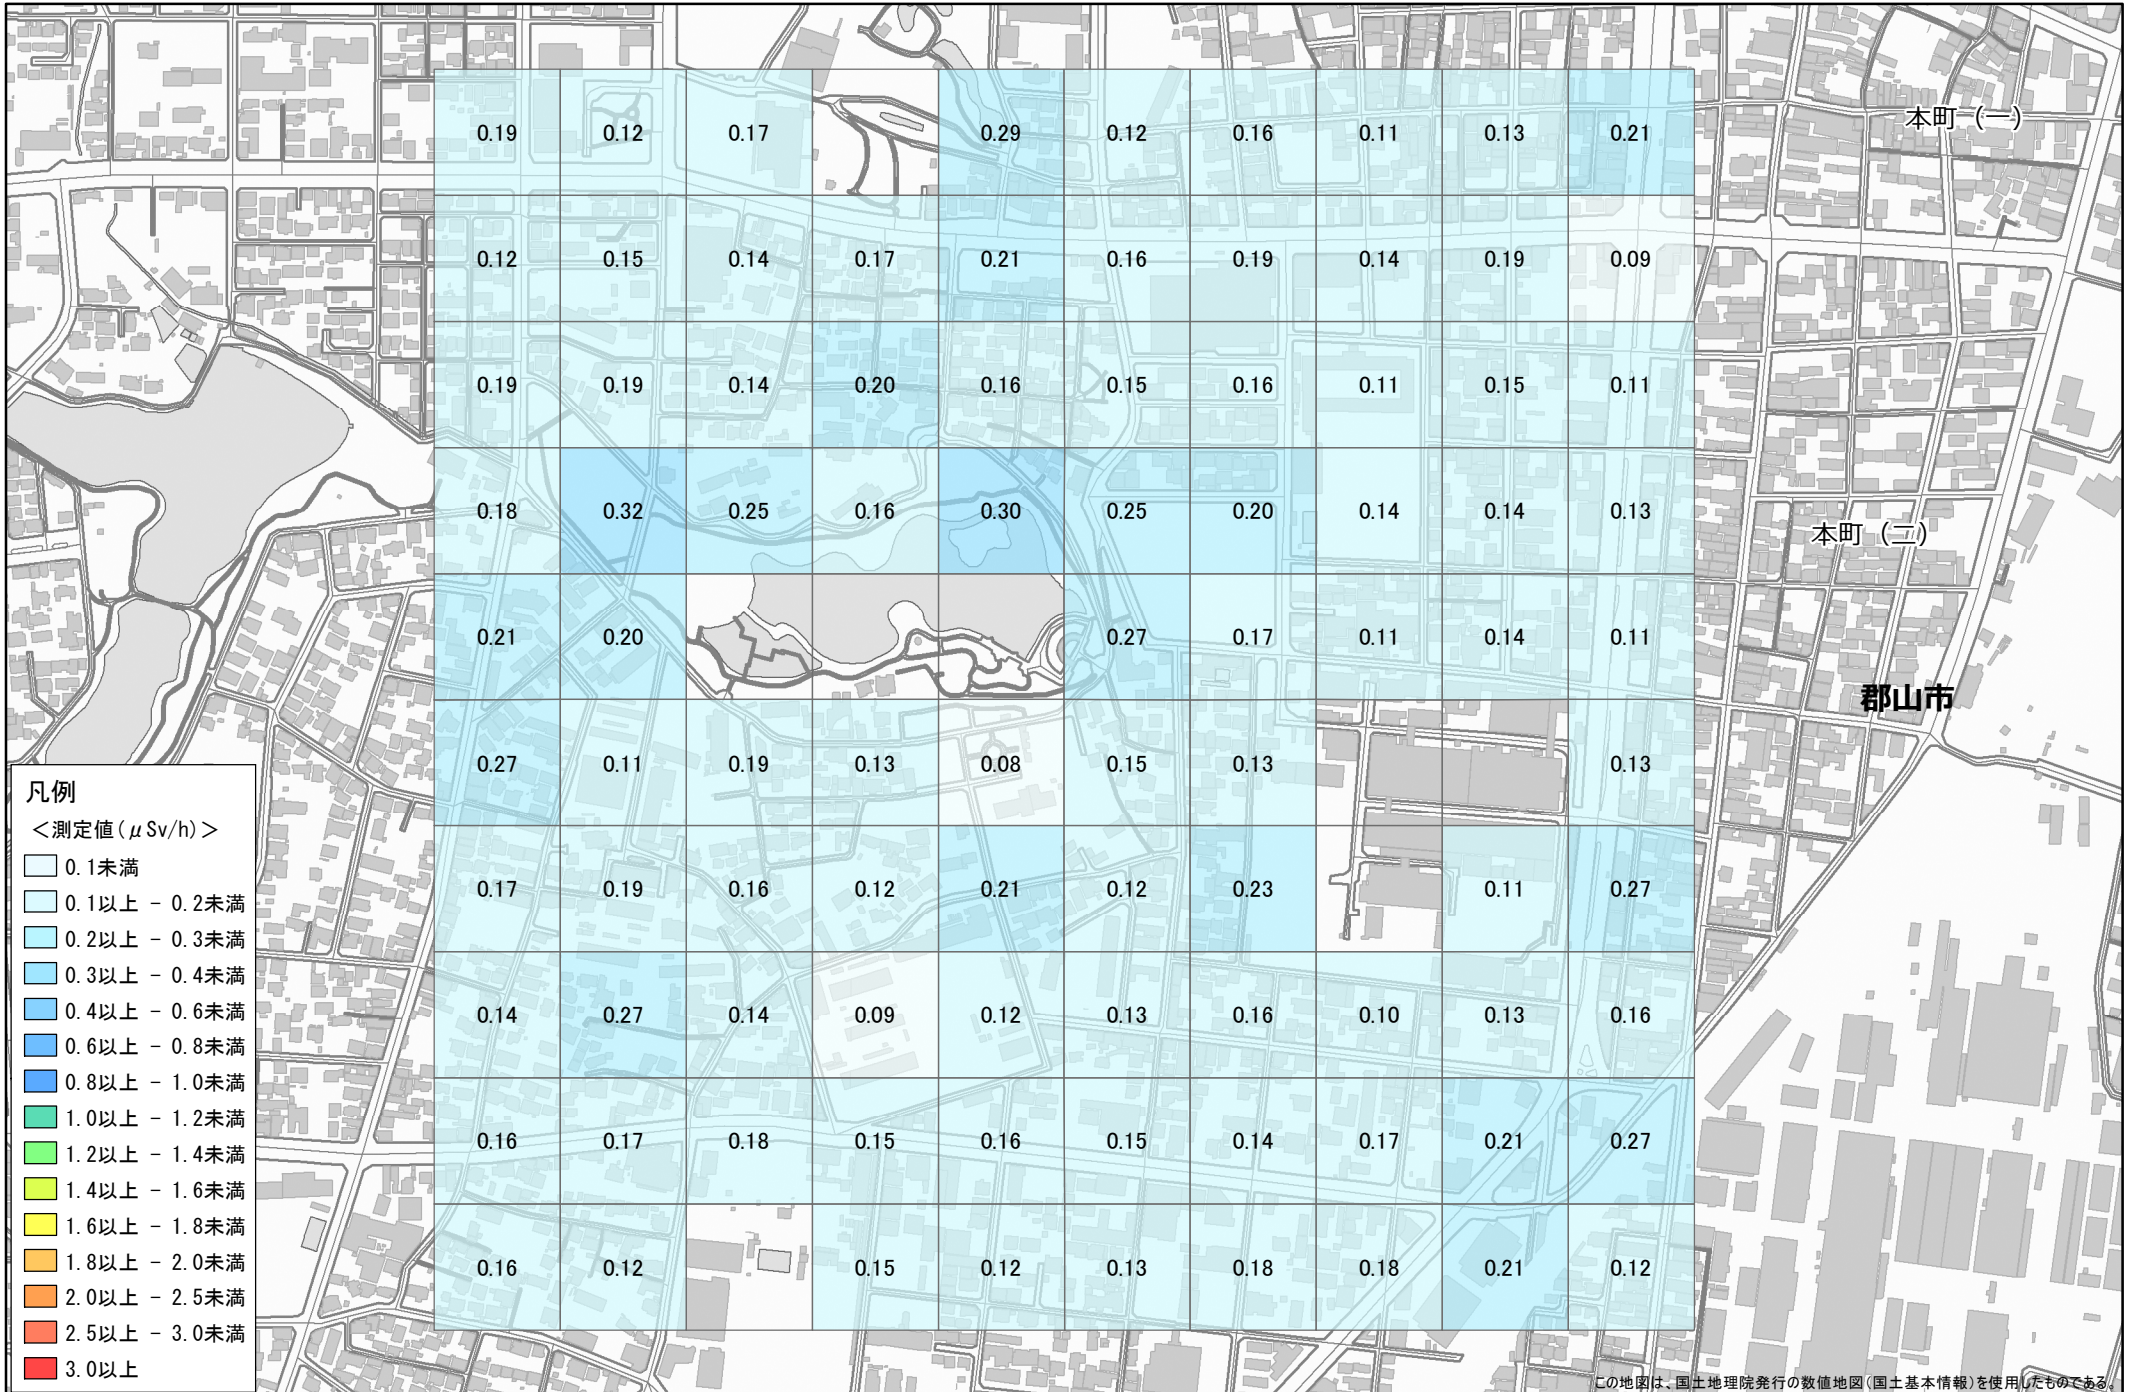 本町（一）
0.19 0.12 0.17 0.29 0.12 0.16 0.11 0.13 0.21
0.12 0.15 0.14 0.17 0.21 0.16 0.19 0.14 0.19 0.09
0.19 0.19 0.14 0.20 0.16 0.15 0.16 0.11 0.15 0.11
0.18 0.32 0.25 0.16 0.30 0.25 0.20 0.14 0.14 0.13
本町（二）
0.21 0.20 0.27 0.17 0.11 0.14 0.11
郡山市
0.27 0.11 0.19 0.13 0.08 0.15 0.13 0.13
0.17 0.19 0.16 0.12 0.21 0.12 0.23 0.11 0.27
0.14 0.27 0.14 0.09 0.12 0.13 0.16 0.10 0.13 0.16
0.16 0.17 0.18 0.15 0.16 0.15 0.14 0.17 0.21 0.27
0.16 0.12 0.15 0.12 0.13 0.18 0.18 0.21 0.12
凡例
＜測定値(μSv/h)＞
0.1未満
0.1以上 － 0.2未満
0.2以上 － 0.3未満
0.3以上 － 0.4未満
0.4以上 － 0.6未満
0.6以上 － 0.8未満
0.8以上 － 1.0未満
1.0以上 － 1.2未満
1.2以上 － 1.4未満
1.4以上 － 1.6未満
1.6以上 － 1.8未満
1.8以上 － 2.0未満
2.0以上 － 2.5未満
2.5以上 － 3.0未満
3.0以上
この地図は、国土地理院発行の数値地図(国土基本情報)を使用したものである。